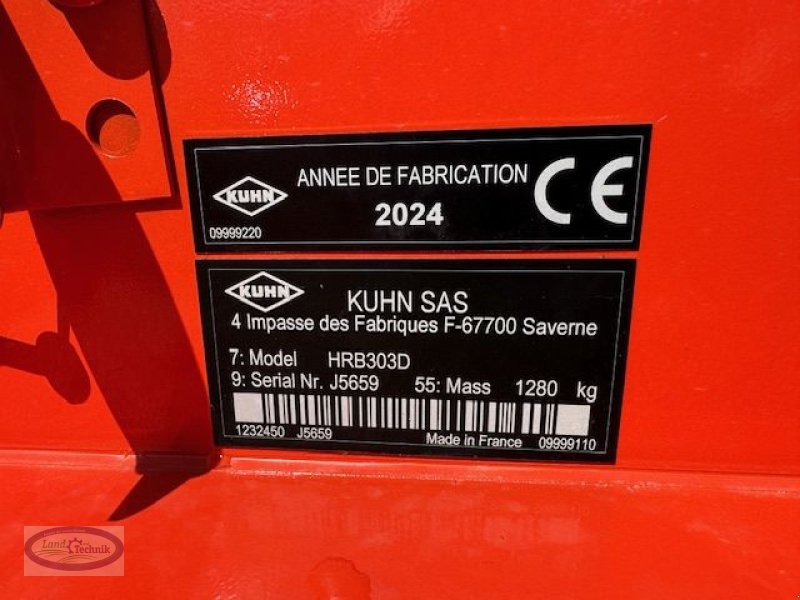 KUHN
ANNEE DE FABRICATION
2024
CE
09999220
KUHN
KUHN SAS
4 Impasse des Fabriques F-67700 Saverne
7: Model HRB303D
9: Serial Nr. J5659 55: Mass 1280 kg
1232450 J5659 Made in France 09999110
Land
Technik